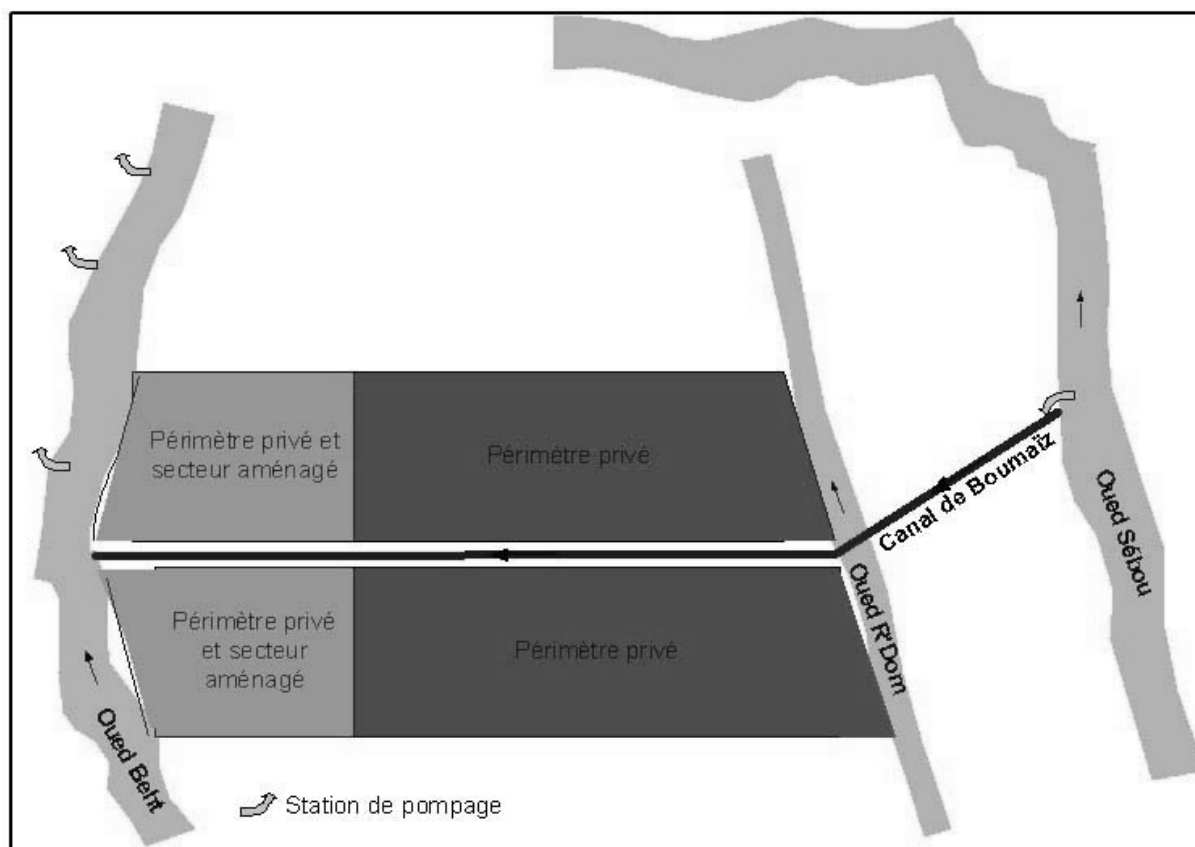 Périmètre privé et
secteur aménagé
Périmètre privé
Canal de Boumaïz
Oued Sébou
Périmètre privé
et secteur
aménagé
Périmètre privé
Oued R'Dom
Oued Beht
Station de pompage